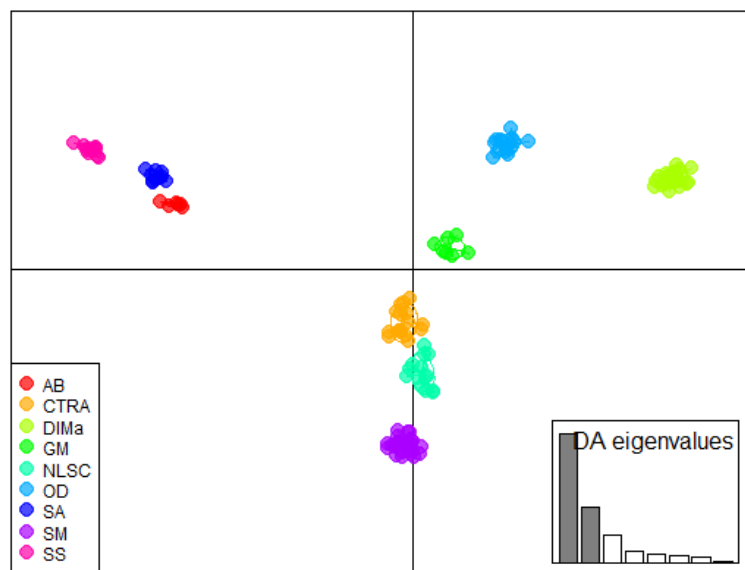 AB
CTRA
DIMa
GM
NLSC
OD
SA
SM
SS
DA eigenvalues